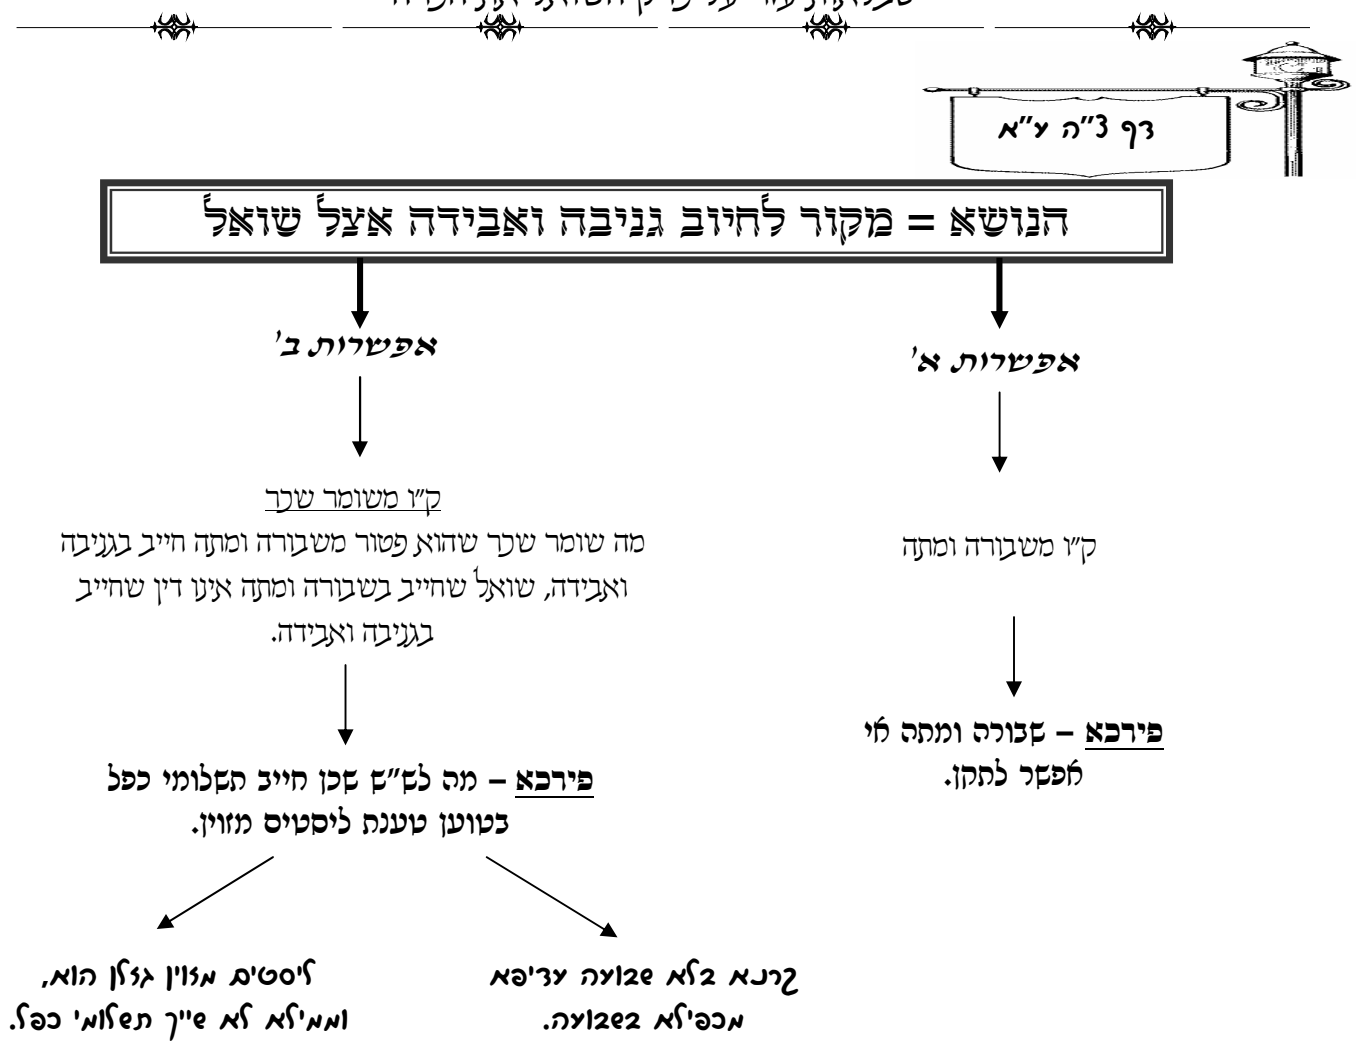 דף צ"ה ע"א
הנושא = מקור לחיוב גניבה ואבידה אצל שואל
אפשרות א'
ק"ו משבורה ומתה
פירכא – שבורה ומתה אי
אפשר לתקן.
אפשרות ב'
ק"ו משומר שכר
מה שומר שכר שהוא פטור משבורה ומתה חייב בגניבה
ואבידה, שואל שחייב בשבורה ומתה אינו דין שחייב
בגניבה ואבידה.
פירכא – מה לש"ש שכן חייב תשלומי כפל
בטוען טענת ליסטים מזוין.
קרנא בלא שבועה עדיפא
מכפילא בשבועה.
ליסטים מזוין גזלן הוא,
וממילא לא שייך תשלומי כפל.